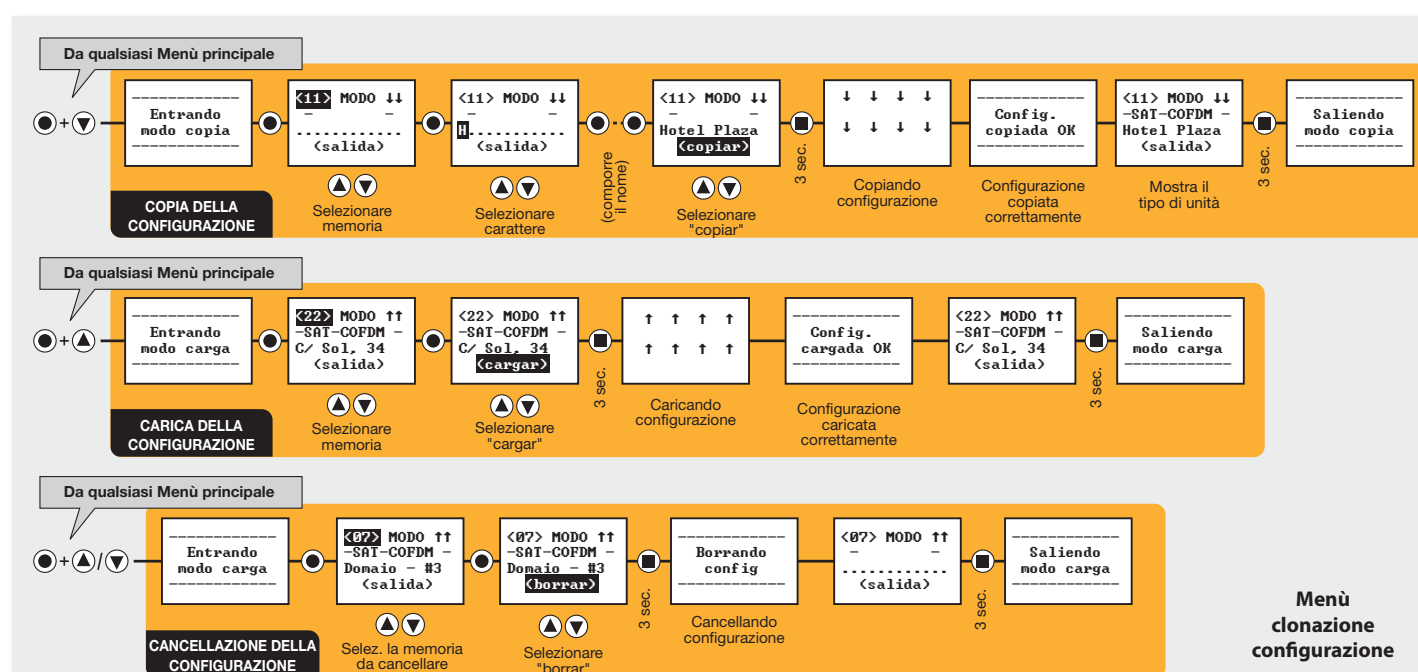 Da qualsiasi Menù principale
------------
Entrando
modo copia
------------
<11> MODO ↓↓
- -
............
<salida>
Selezionare
memoria
<11> MODO ↓↓
- -
H...........
<salida>
Selezionare
carattere
(comporre
il nome)
<11> MODO ↓↓
- -
Hotel Plaza
<copiar>
Selezionare
"copiar"
3 sec.
↓ ↓ ↓ ↓
↓ ↓ ↓ ↓
Copiando
configurazione
------------
Config.
copiada OK
------------
Configurazione
copiata
correttamente
<11> MODO ↓↓
-SAT-COFDM -
Hotel Plaza
<salida>
Mostra il
tipo di unità
3 sec.
------------
Saliendo
modo copia
------------
COPIA DELLA
CONFIGURAZIONE
Da qualsiasi Menù principale
------------
Entrando
modo carga
------------
<22> MODO ↑↑
-SAT-COFDM -
C/ Sol, 34
<salida>
Selezionare
memoria
<22> MODO ↑↑
-SAT-COFDM -
C/ Sol, 34
<cargar>
Selezionare
"cargar"
3 sec.
↑ ↑ ↑ ↑
↑ ↑ ↑ ↑
Caricando
configurazione
------------
Config.
cargada OK
------------
Configurazione
caricata
correttamente
<22> MODO ↑↑
-SAT-COFDM -
C/ Sol, 34
<salida>
3 sec.
------------
Saliendo
modo carga
------------
CARICA DELLA
CONFIGURAZIONE
Da qualsiasi Menù principale
------------
Entrando
modo carga
------------
<07> MODO ↑↑
-SAT-COFDM -
Domaio - #3
<salida>
Selez. la memoria
da cancellare
<07> MODO ↑↑
-SAT-COFDM -
Domaio - #3
<borrar>
Selezionare
"borrar"
3 sec.
------------
Borrando
config
------------
Cancellando
configurazione
<07> MODO ↑↑
- -
............
<salida>
3 sec.
------------
Saliendo
modo carga
------------
CANCELLAZIONE DELLA
CONFIGURAZIONE
Menù
clonazione
configurazione